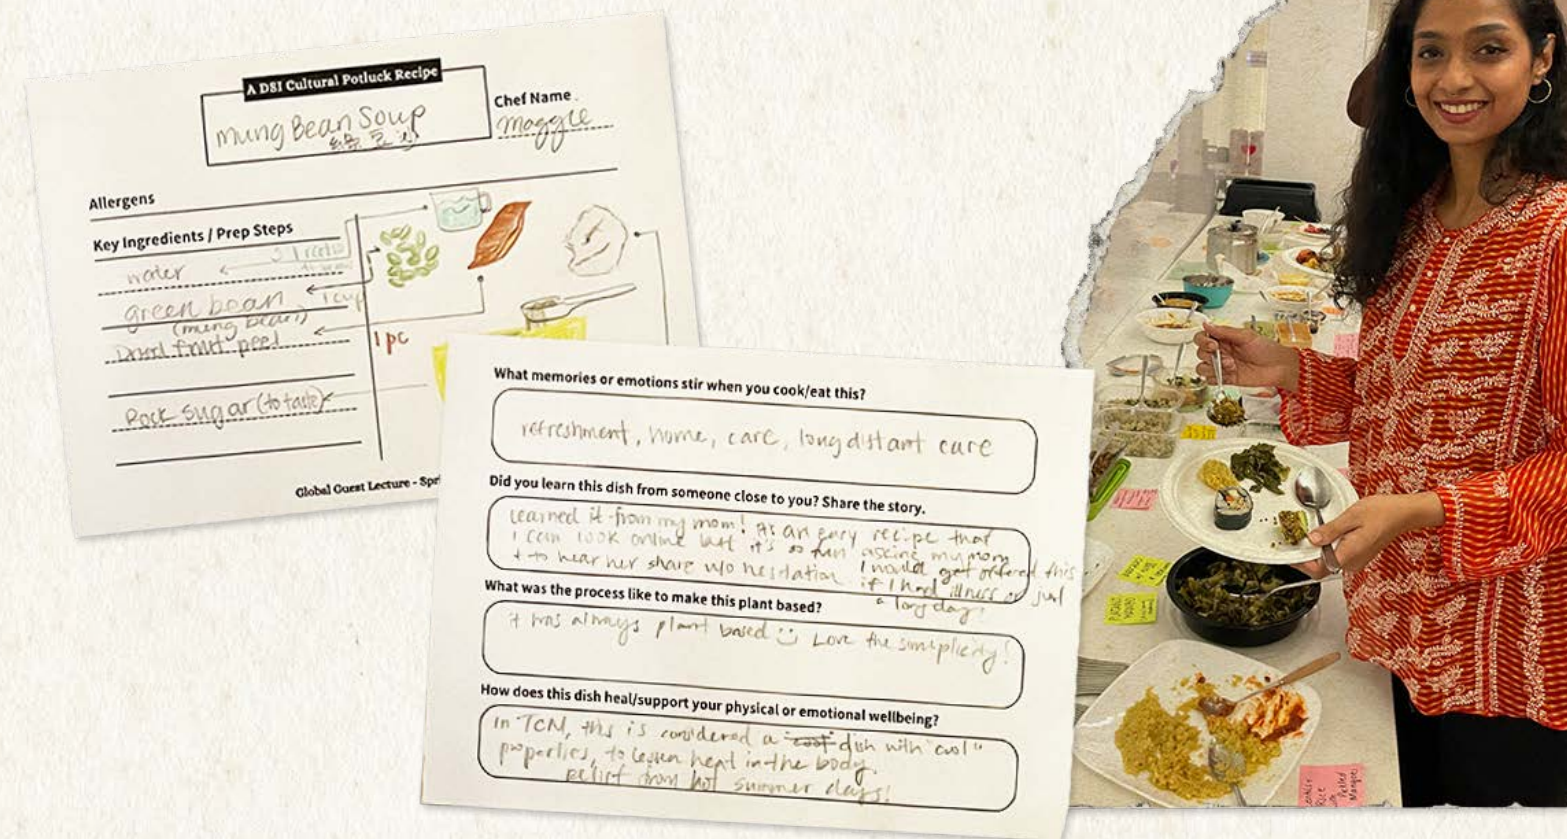 A DSI Cultural Potluck Recipe
Mung Bean Soup
Chef Name
Maggie
Allergens
Key Ingredients / Prep Steps
water
green bean 1 cup
(mung bean)
Dried fruit peel
1 pc
Rock sugar (to taste)
Global Guest Lecture - Spr
What memories or emotions stir when you cook/eat this?
refreshment, home, care, long distant care
Did you learn this dish from someone close to you? Share the story.
Learned it from my mom! As an easy recipe that
I can look online but it's so fun asking my mom
+ to hear her share w/o hesitation I would get offered this
if I had illness or just
a long day!
What was the process like to make this plant based?
it was always plant based Love the simplicity!
How does this dish heal/support your physical or emotional wellbeing?
In TCM, this is considered a "cool" dish with "cool"
properties, to lessen heat in the body.
relief from hot summer days!
Rice
Mango